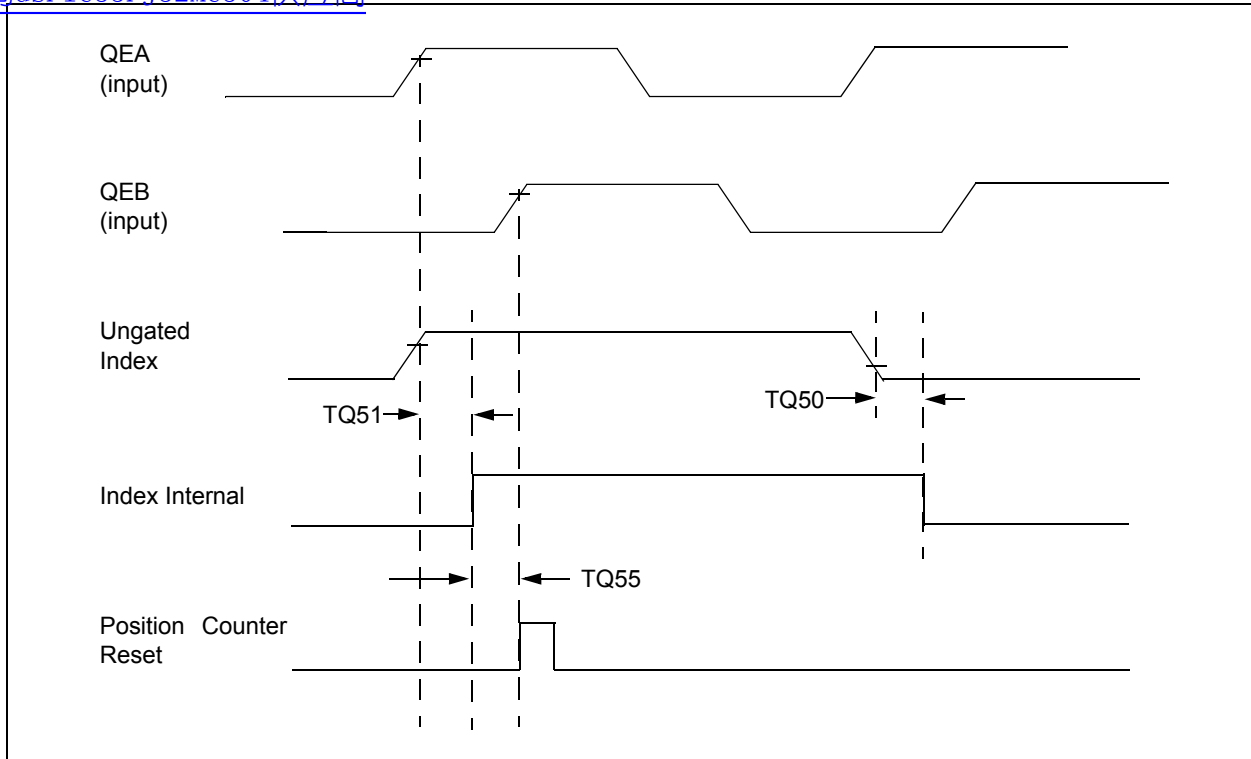 QEA
(input)
QEB
(input)
Ungated
Index
TQ51
TQ50
Index Internal
TQ55
Position Counter
Reset